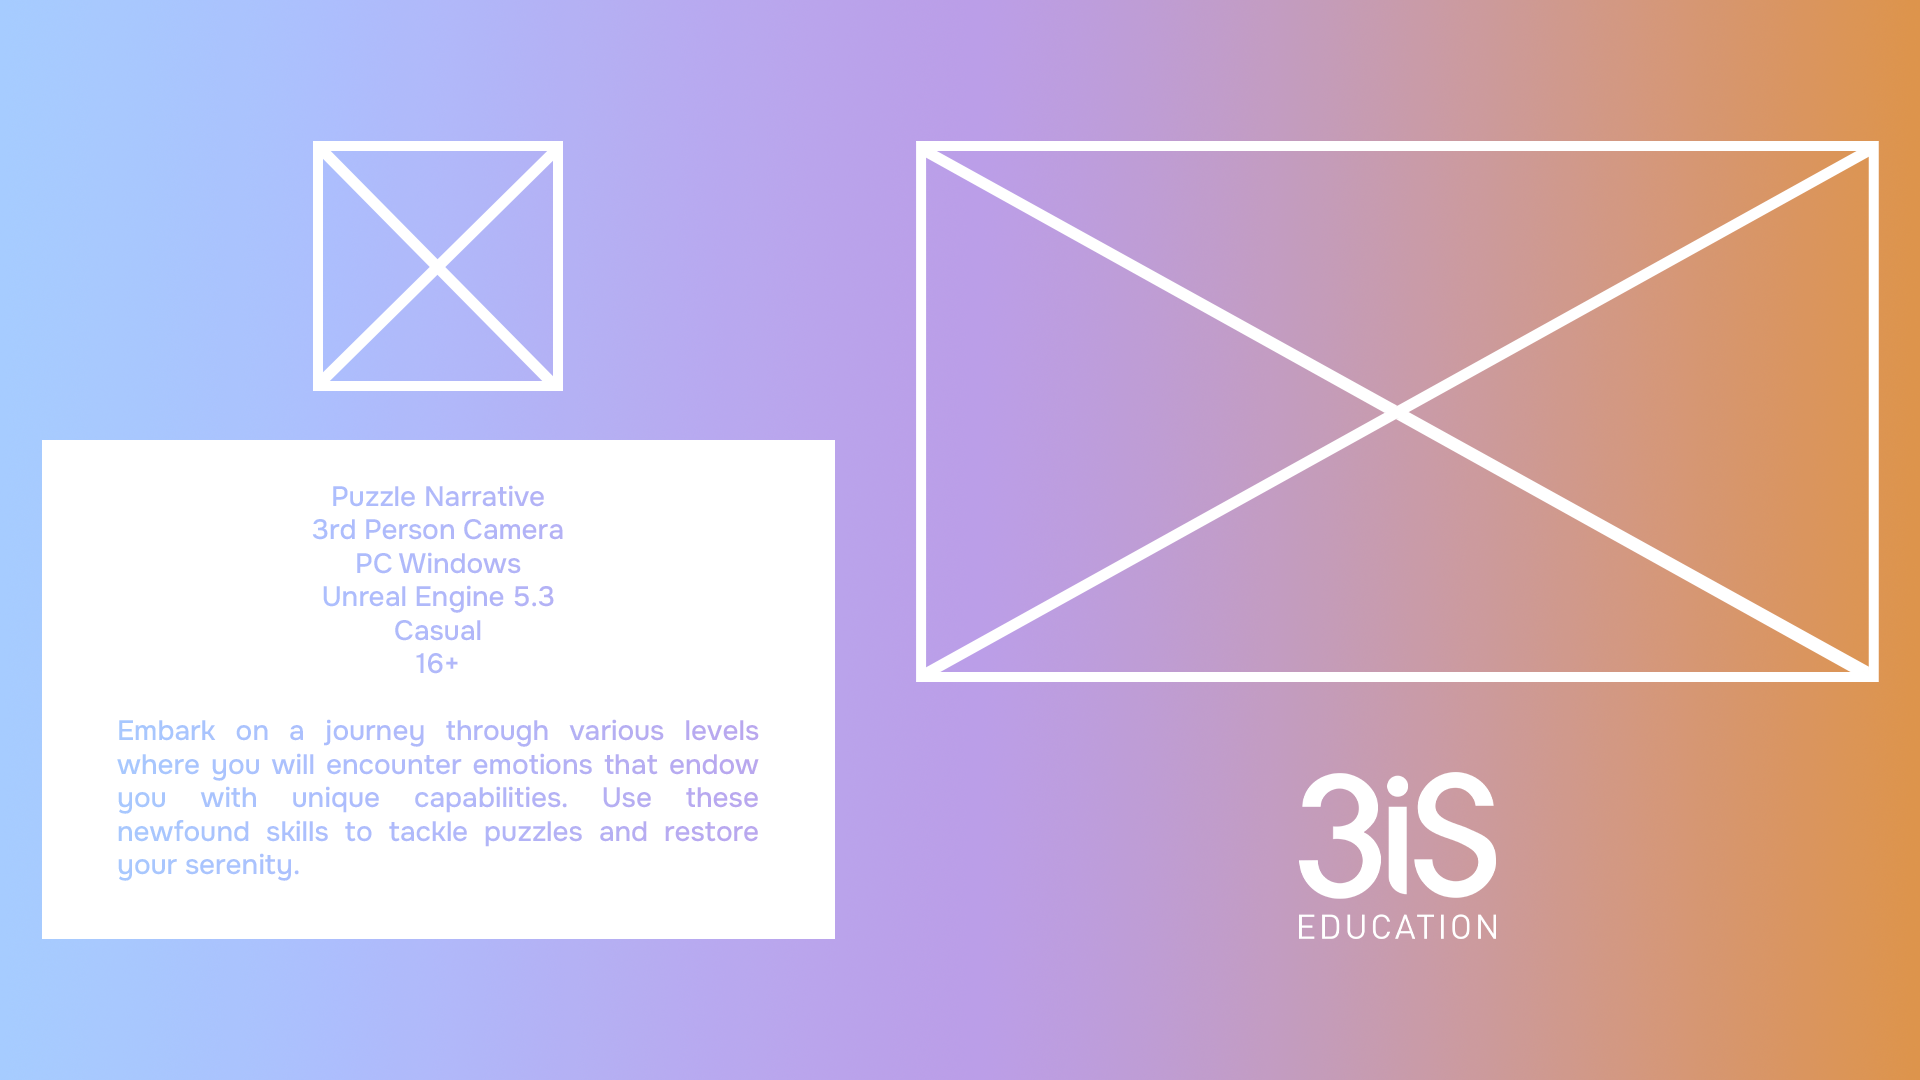 Puzzle Narrative
3rd Person Camera
PC Windows
Unreal Engine 5.3
Casual
16+
Embark on a journey through various levels
where you will encounter emotions that endow
you with unique capabilities. Use these
newfound skills to tackle puzzles and restore
your serenity.
3iS
EDUCATION